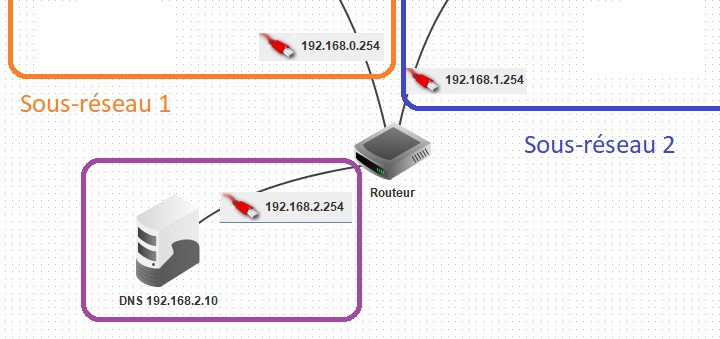 192.168.0.254
192.168.1.254
Sous-réseau 1
Sous-réseau 2
Routeur
192.168.2.254
DNS 192.168.2.10